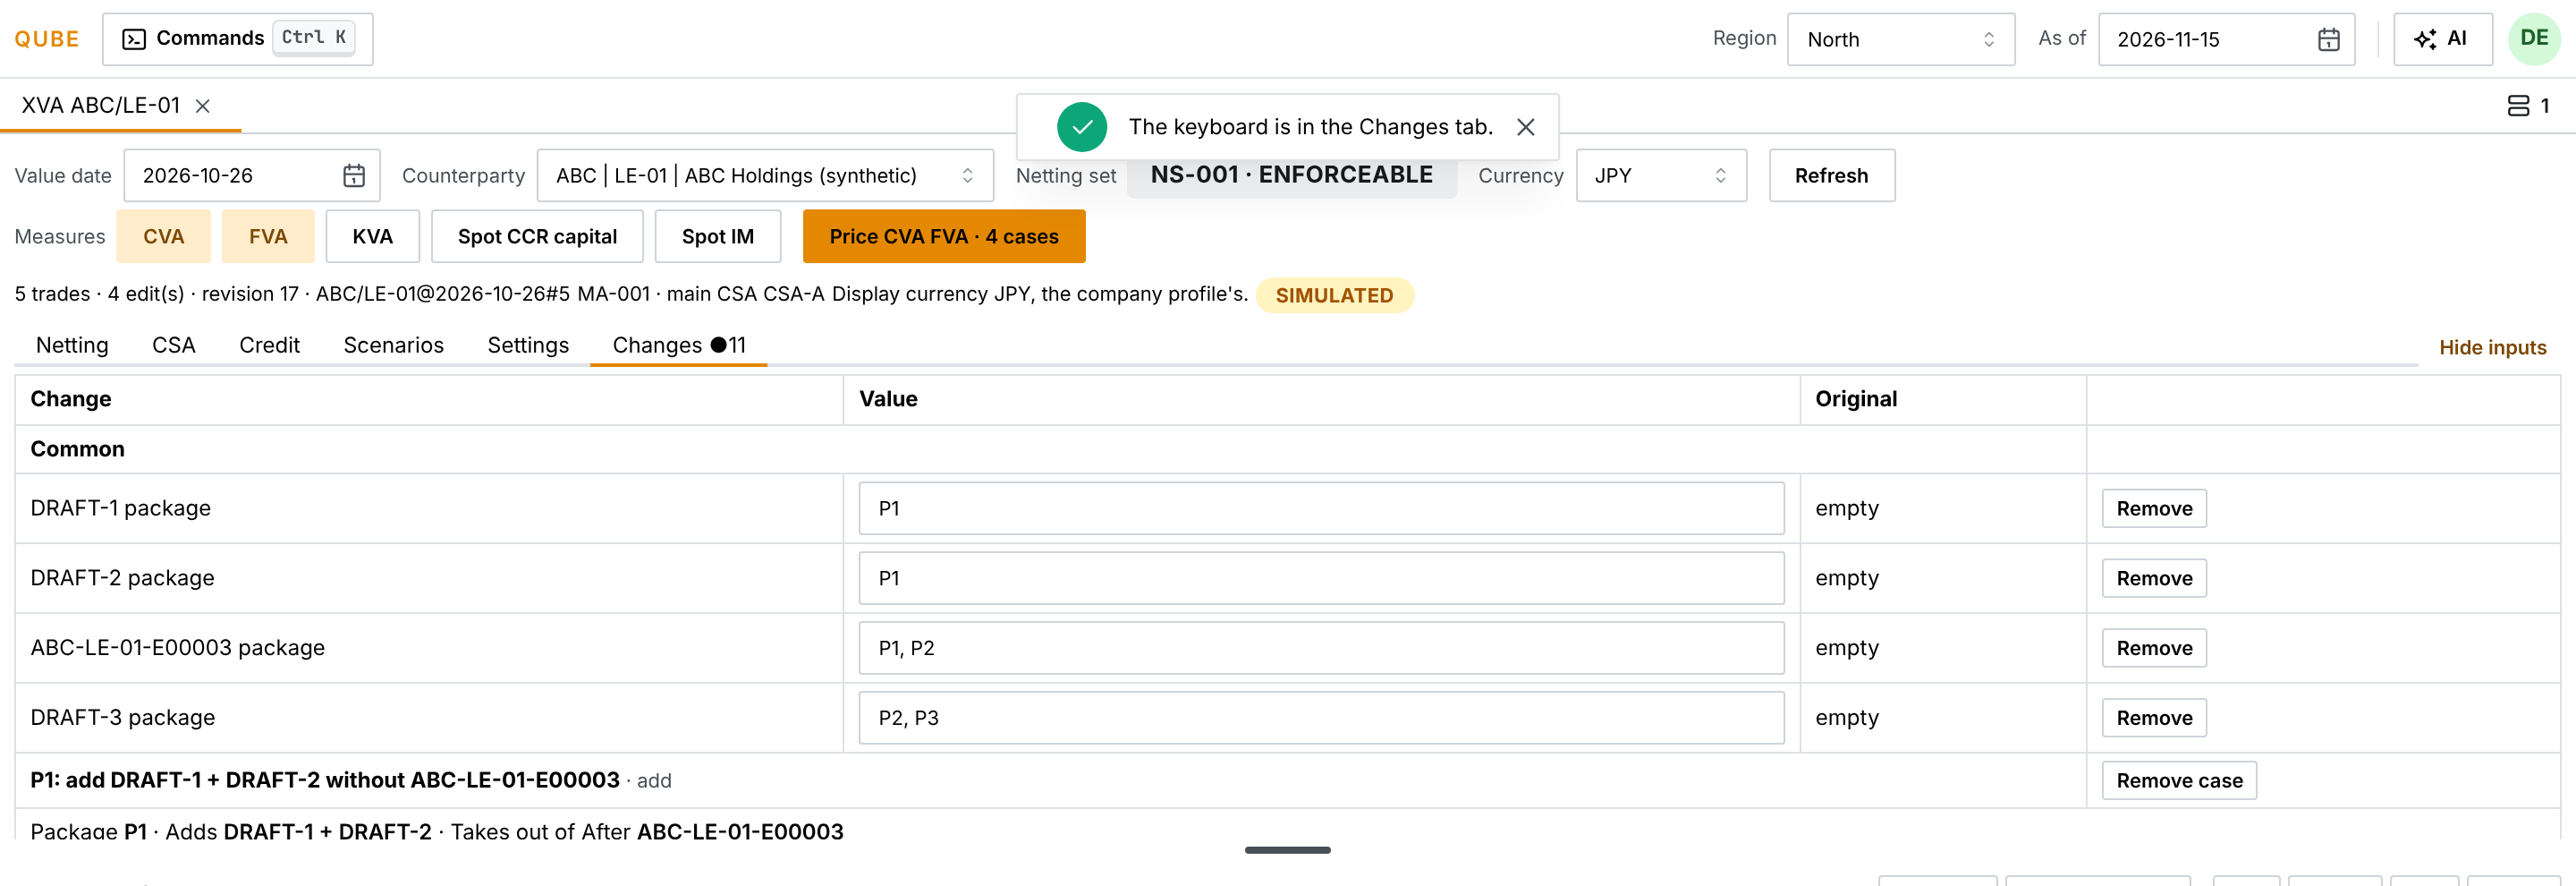 QUBE Commands Ctrl K Region North As of 2026-11-15 AI DE
XVA ABC/LE-01 1
The keyboard is in the Changes tab.
Value date 2026-10-26 Counterparty ABC | LE-01 | ABC Holdings (synthetic) Netting set NS-001 · ENFORCEABLE Currency JPY Refresh
Measures CVA FVA KVA Spot CCR capital Spot IM Price CVA FVA · 4 cases
5 trades · 4 edit(s) · revision 17 · ABC/LE-01@2026-10-26#5 MA-001 · main CSA CSA-A Display currency JPY, the company profile's. SIMULATED
Netting CSA Credit Scenarios Settings Changes ●11 Hide inputs
Change Value Original
Common
DRAFT-1 package P1 empty Remove
DRAFT-2 package P1 empty Remove
ABC-LE-01-E00003 package P1, P2 empty Remove
DRAFT-3 package P2, P3 empty Remove
P1: add DRAFT-1 + DRAFT-2 without ABC-LE-01-E00003 · add Remove case
Package P1 · Adds DRAFT-1 + DRAFT-2 · Takes out of After ABC-LE-01-E00003